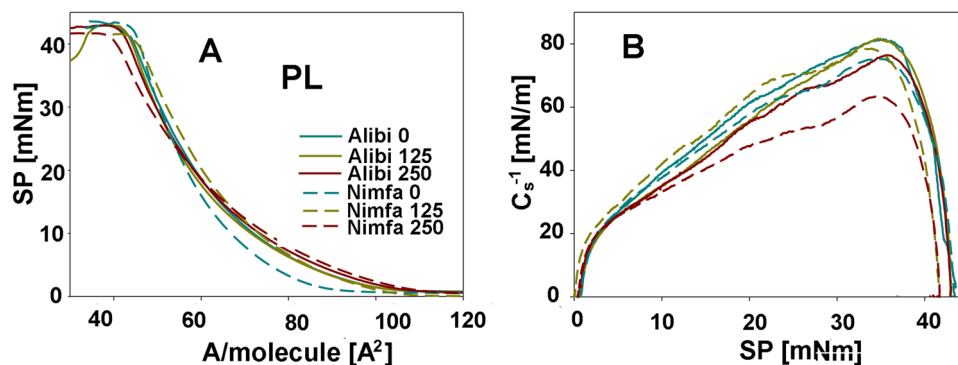 A
PL
SP [mNm]
40
30
20
10
0
Alibi 0
Alibi 125
Alibi 250
Nimfa 0
Nimfa 125
Nimfa 250
40 60 80 100 120
A/molecule [A²]
B
Cs⁻¹ [mN/m]
80
60
40
20
0
0 10 20 30 40
SP [mNm]